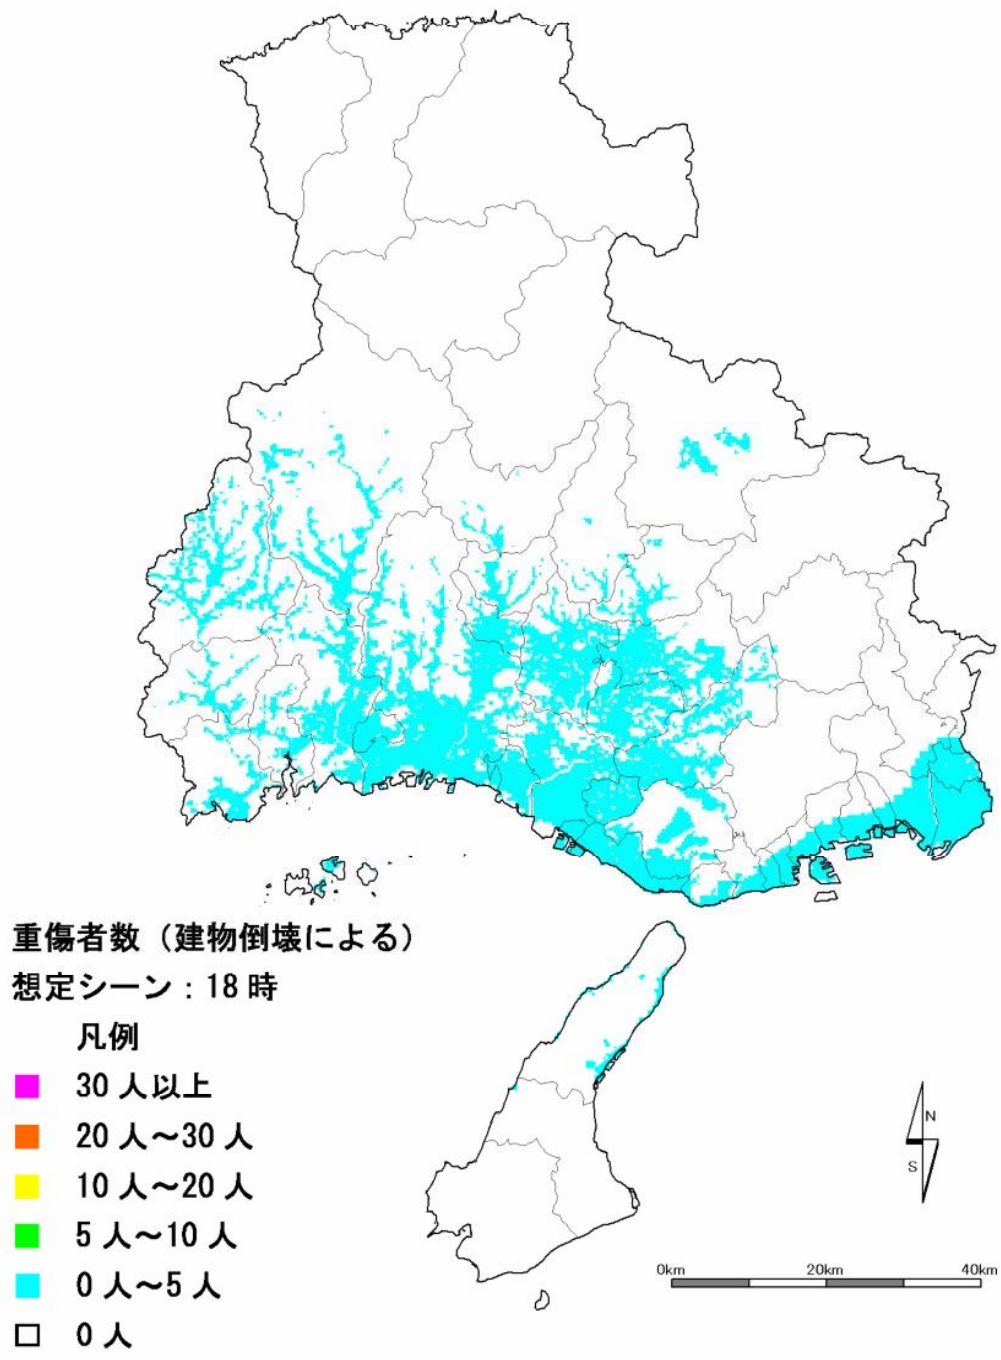 重傷者数（建物倒壊による）
想定シーン：18時
凡例
30人以上
20人～30人
10人～20人
5人～10人
0人～5人
0人
N
S
0km 20km 40km